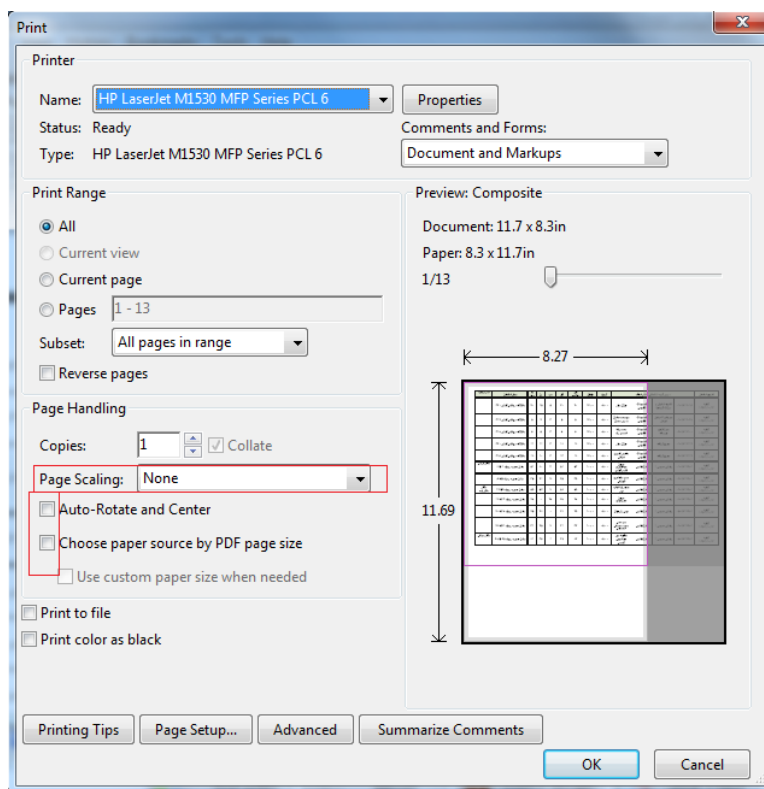 Print
Printer
Name: HP LaserJet M1530 MFP Series PCL 6 Properties
Status: Ready Comments and Forms:
Type: HP LaserJet M1530 MFP Series PCL 6 Document and Markups
Print Range Preview: Composite
All Document: 11.7 x 8.3in
Current view Paper: 8.3 x 11.7in
Current page 1/13
Pages 1 - 13
Subset: All pages in range
Reverse pages 8.27
Page Handling
Copies: 1 Collate
Page Scaling: None
Auto-Rotate and Center 11.69
Choose paper source by PDF page size
Use custom paper size when needed
Print to file
Print color as black
Printing Tips Page Setup... Advanced Summarize Comments
OK Cancel